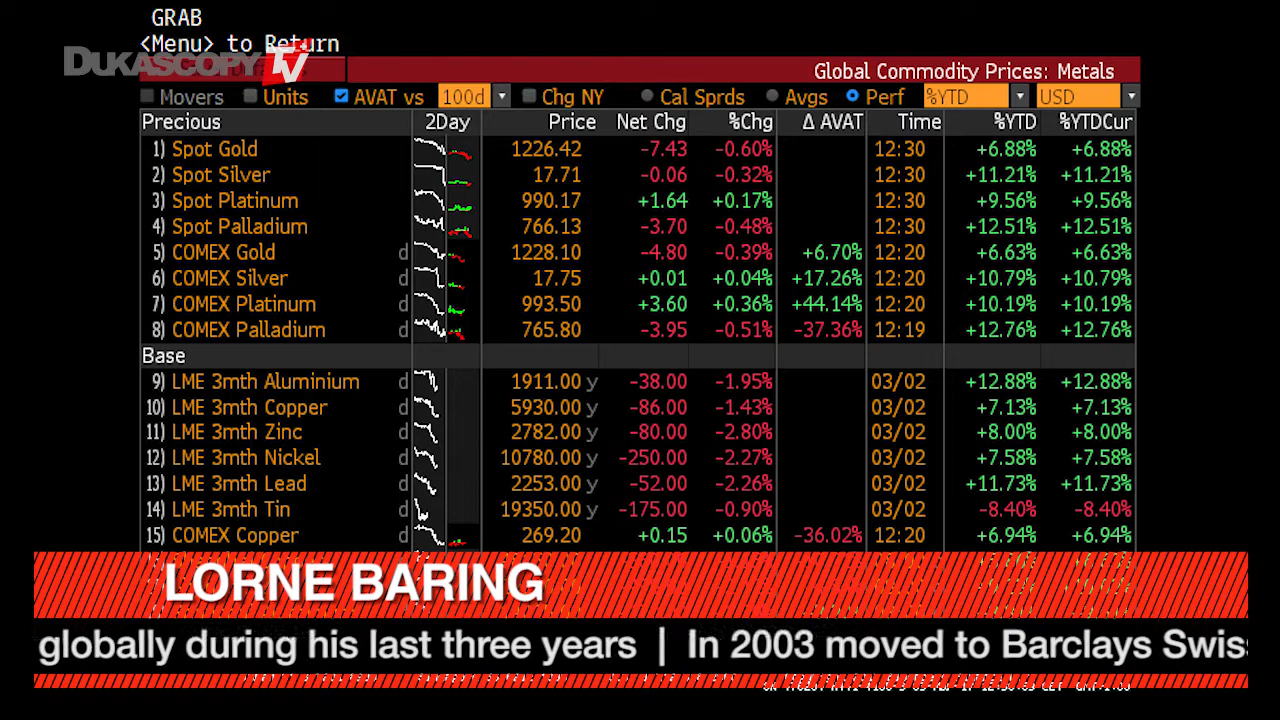 GRAB
<Menu> to Return
DUKASCOPY TV
Global Commodity Prices: Metals
Movers Units AVAT vs 100d Chg NY Cal Sprds Avgs Perf %YTD USD
Precious 2Day Price Net Chg %Chg Δ AVAT Time %YTD %YTDCur
1) Spot Gold 1226.42 -7.43 -0.60% 12:30 +6.88% +6.88%
2) Spot Silver 17.71 -0.06 -0.32% 12:30 +11.21% +11.21%
3) Spot Platinum 990.17 +1.64 +0.17% 12:30 +9.56% +9.56%
4) Spot Palladium 766.13 -3.70 -0.48% 12:30 +12.51% +12.51%
5) COMEX Gold d 1228.10 -4.80 -0.39% +6.70% 12:20 +6.63% +6.63%
6) COMEX Silver d 17.75 +0.01 +0.04% +17.26% 12:20 +10.79% +10.79%
7) COMEX Platinum d 993.50 +3.60 +0.36% +44.14% 12:20 +10.19% +10.19%
8) COMEX Palladium d 765.80 -3.95 -0.51% -37.36% 12:19 +12.76% +12.76%
Base
9) LME 3mth Aluminium d 1911.00 y -38.00 -1.95% 03/02 +12.88% +12.88%
10) LME 3mth Copper d 5930.00 y -86.00 -1.43% 03/02 +7.13% +7.13%
11) LME 3mth Zinc d 2782.00 y -80.00 -2.80% 03/02 +8.00% +8.00%
12) LME 3mth Nickel d 10780.00 y -250.00 -2.27% 03/02 +7.58% +7.58%
13) LME 3mth Lead d 2253.00 y -52.00 -2.26% 03/02 +11.73% +11.73%
14) LME 3mth Tin d 19350.00 y -175.00 -0.90% 03/02 -8.40% -8.40%
15) COMEX Copper d 269.20 +0.15 +0.06% -36.02% 12:20 +6.94% +6.94%
LORNE BARING
globally during his last three years | In 2003 moved to Barclays Swiss